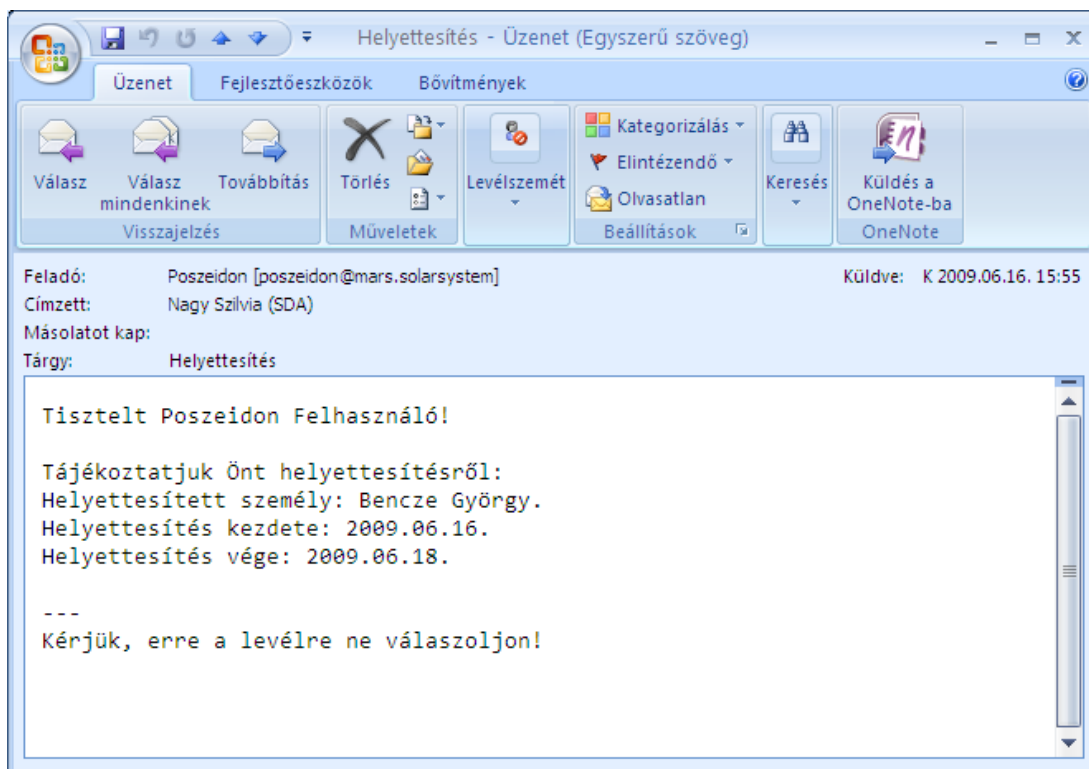 Helyettesítés - Üzenet (Egyszerű szöveg)
Üzenet Fejlesztőeszközök Bővítmények
Válasz
Válasz mindenkinek
Továbbítás
Törlés
Levélszemét
Kategorizálás
Elintézendő
Olvasatlan
Keresés
Küldés a OneNote-ba
Visszajelzés Műveletek Beállítások OneNote
Feladó: Poszeidon [poszeidon@mars.solarsystem] Küldve: K 2009.06.16. 15:55
Címzett: Nagy Szilvia (SDA)
Másolatot kap:
Tárgy: Helyettesítés
Tisztelt Poszeidon Felhasználó!
Tájékoztatjuk Önt helyettesítésről:
Helyettesített személy: Bencze György.
Helyettesítés kezdete: 2009.06.16.
Helyettesítés vége: 2009.06.18.
---
Kérjük, erre a levélre ne válaszoljon!